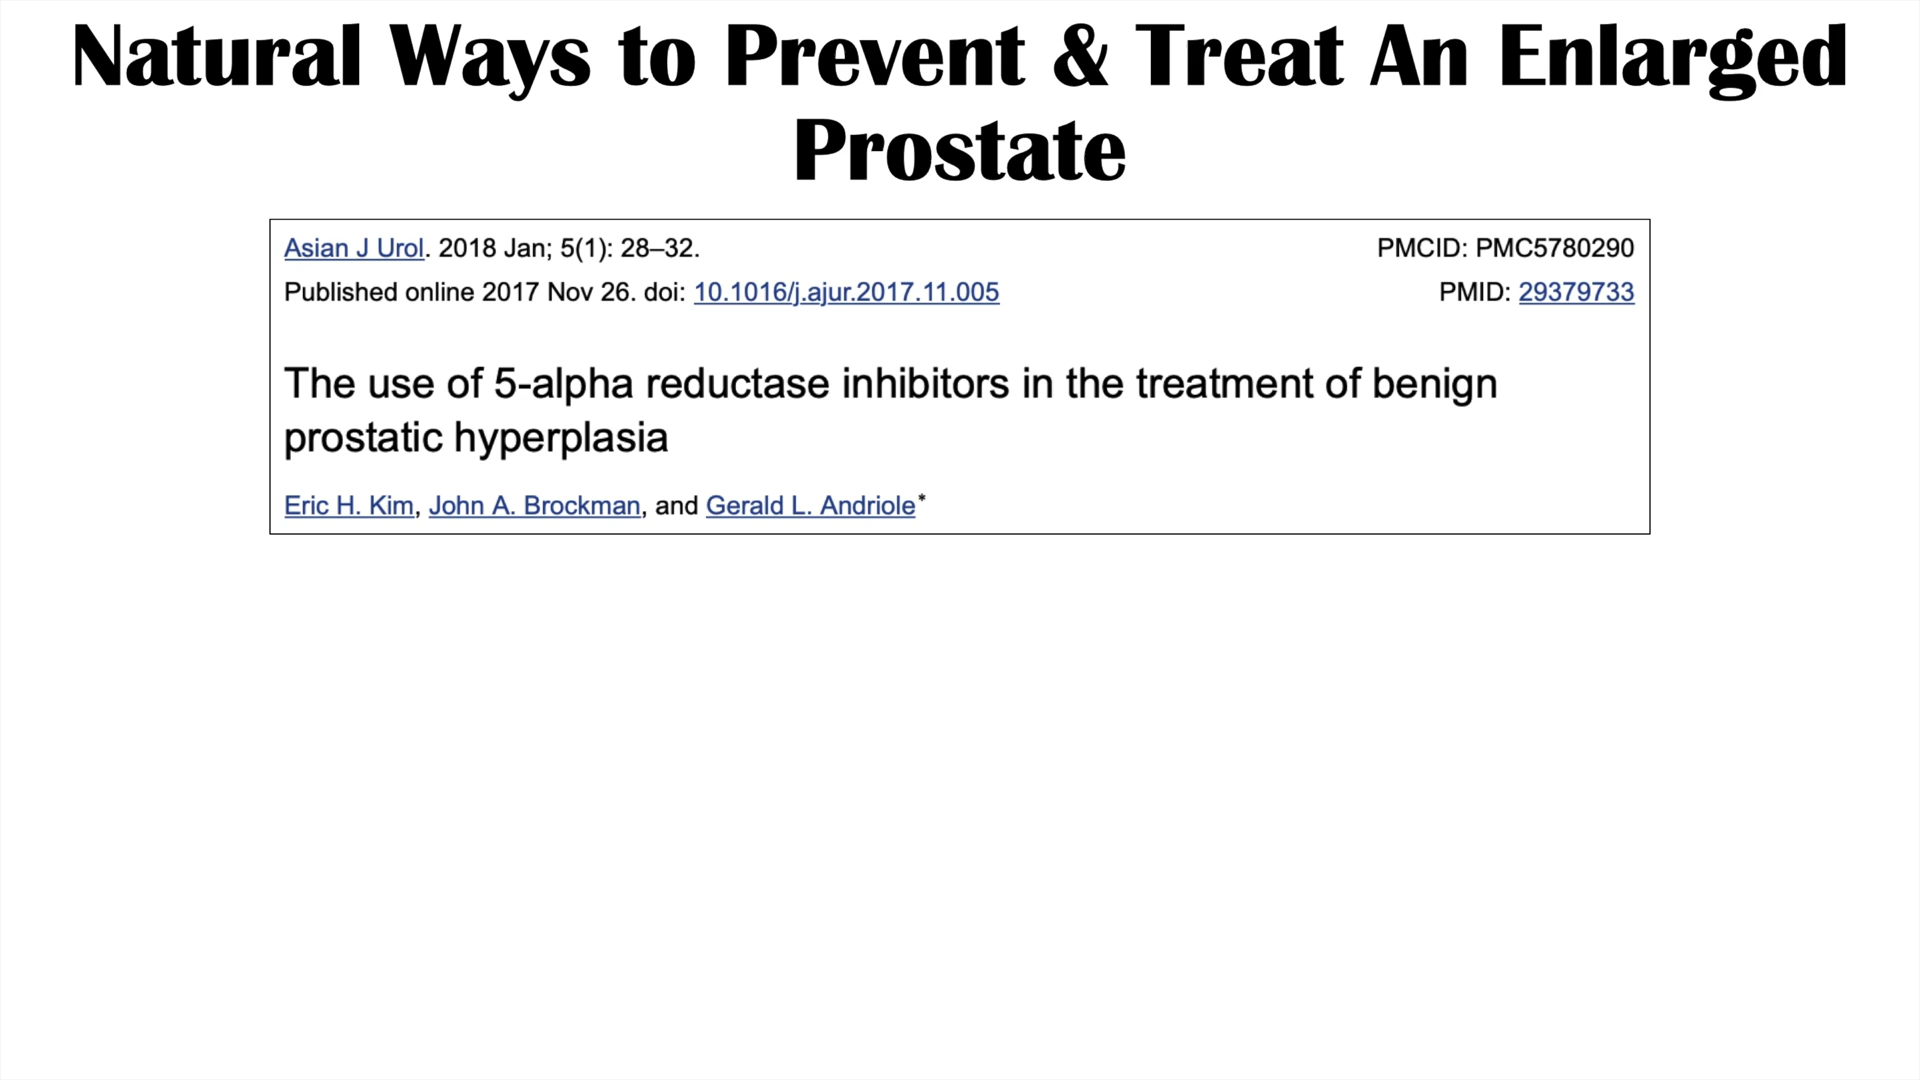 Natural Ways to Prevent & Treat An Enlarged
Prostate
Asian J Urol. 2018 Jan; 5(1): 28–32.
PMCID: PMC5780290
Published online 2017 Nov 26. doi: 10.1016/j.ajur.2017.11.005
PMID: 29379733
The use of 5-alpha reductase inhibitors in the treatment of benign
prostatic hyperplasia
Eric H. Kim, John A. Brockman, and Gerald L. Andriole*